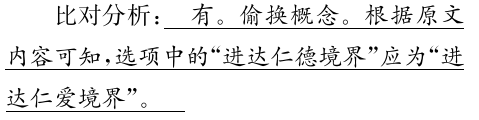 比对分析：有。偷换概念。根据原文
内容可知，选项中的“进达仁德境界”应为“进
达仁爱境界”。